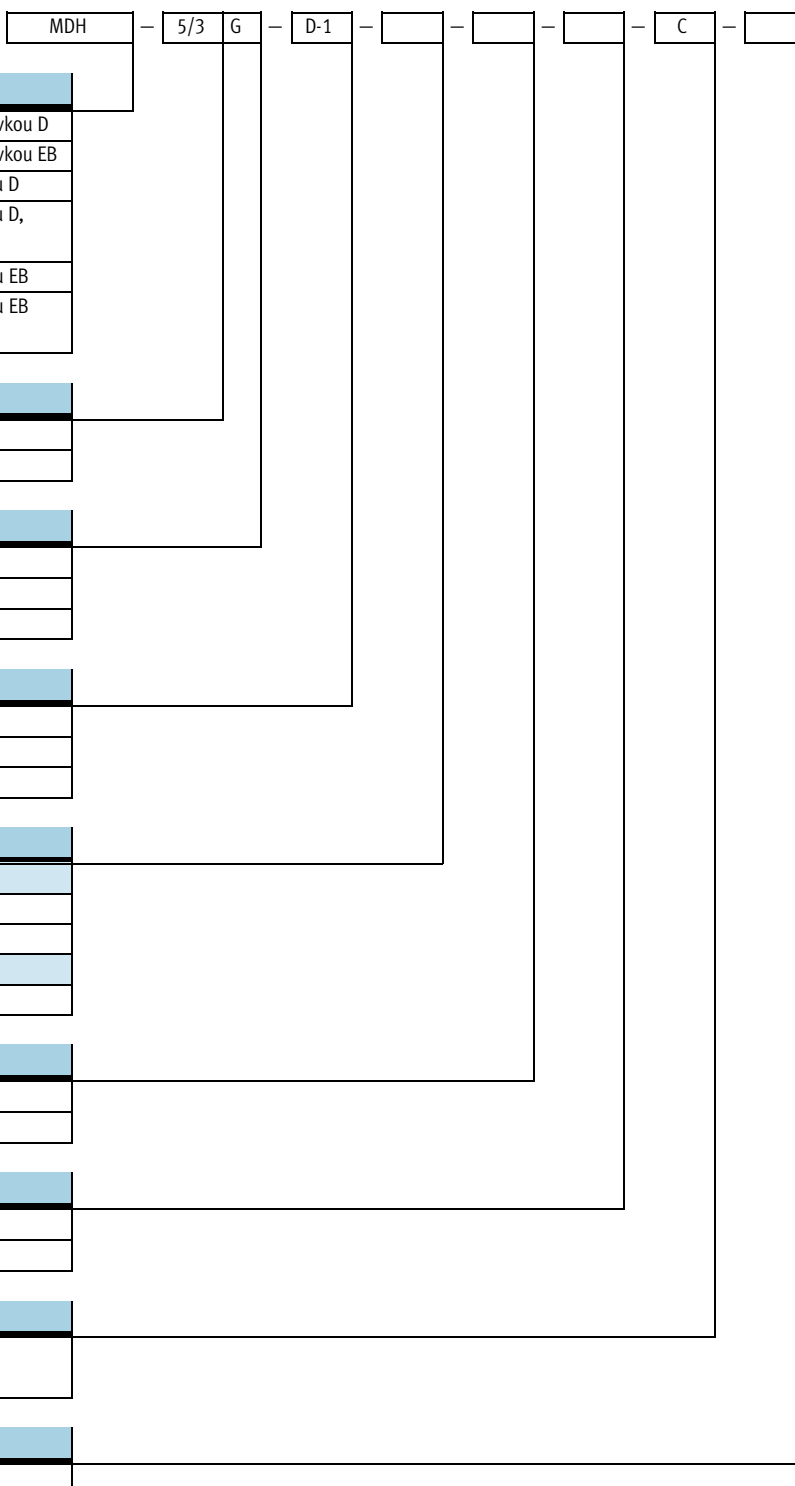 MDH – 5/3 G – D-1 – – – – C –
vkou D
vkou EB
u D
u D,
u EB
u EB